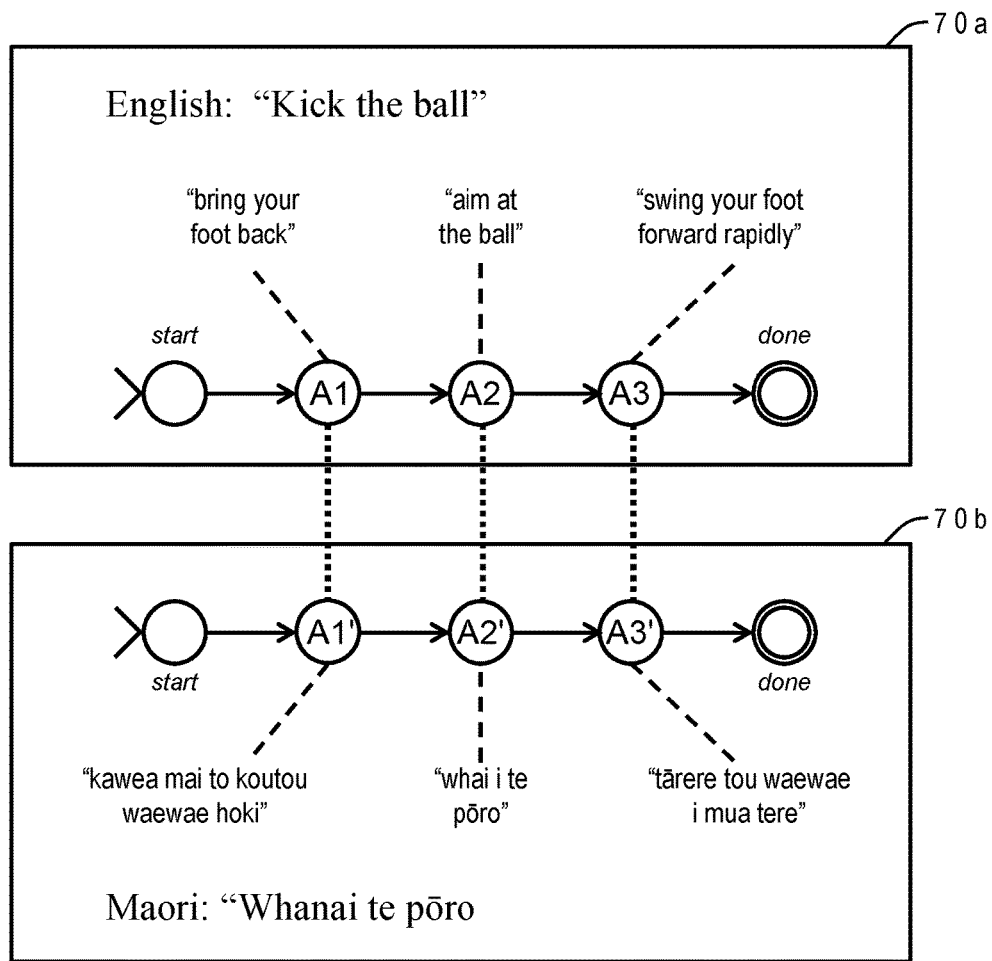 70a
English: “Kick the ball”
“bring your
foot back”
“aim at
the ball”
“swing your foot
forward rapidly”
start
done
A1
A2
A3
70b
A1'
A2'
A3'
start
done
“kawea mai to koutou
waewae hoki”
“whai i te
pōro”
“tārere tou waewae
i mua tere”
Maori: “Whanai te pōro